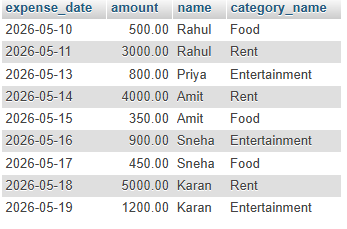 expense_date amount name category_name
2026-05-10 500.00 Rahul Food
2026-05-11 3000.00 Rahul Rent
2026-05-13 800.00 Priya Entertainment
2026-05-14 4000.00 Amit Rent
2026-05-15 350.00 Amit Food
2026-05-16 900.00 Sneha Entertainment
2026-05-17 450.00 Sneha Food
2026-05-18 5000.00 Karan Rent
2026-05-19 1200.00 Karan Entertainment